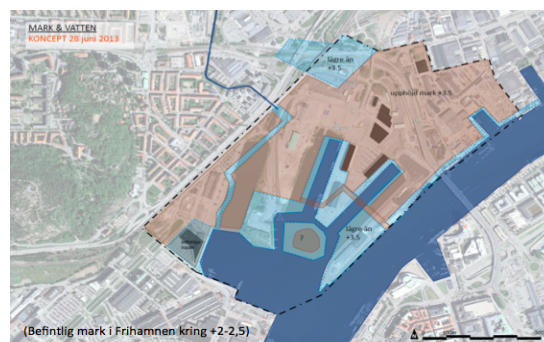 MARK & VATTEN
KONCEPT 28 juni 2013
lägre än
+3.5
upphöjd mark +3.5
?
lägre än
+3.5
(Befintlig mark i Frihamnen kring +2-2,5)